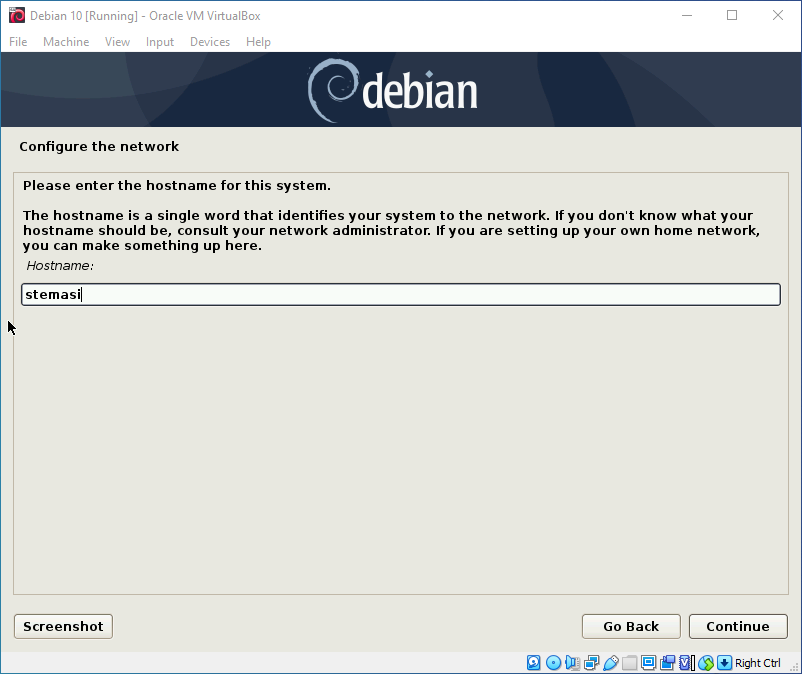 Debian 10 [Running] - Oracle VM VirtualBox
File Machine View Input Devices Help
debian
Configure the network
Please enter the hostname for this system.
The hostname is a single word that identifies your system to the network. If you don't know what your
hostname should be, consult your network administrator. If you are setting up your own home network,
you can make something up here.
Hostname:
stemasi
Screenshot Go Back Continue
Right Ctrl